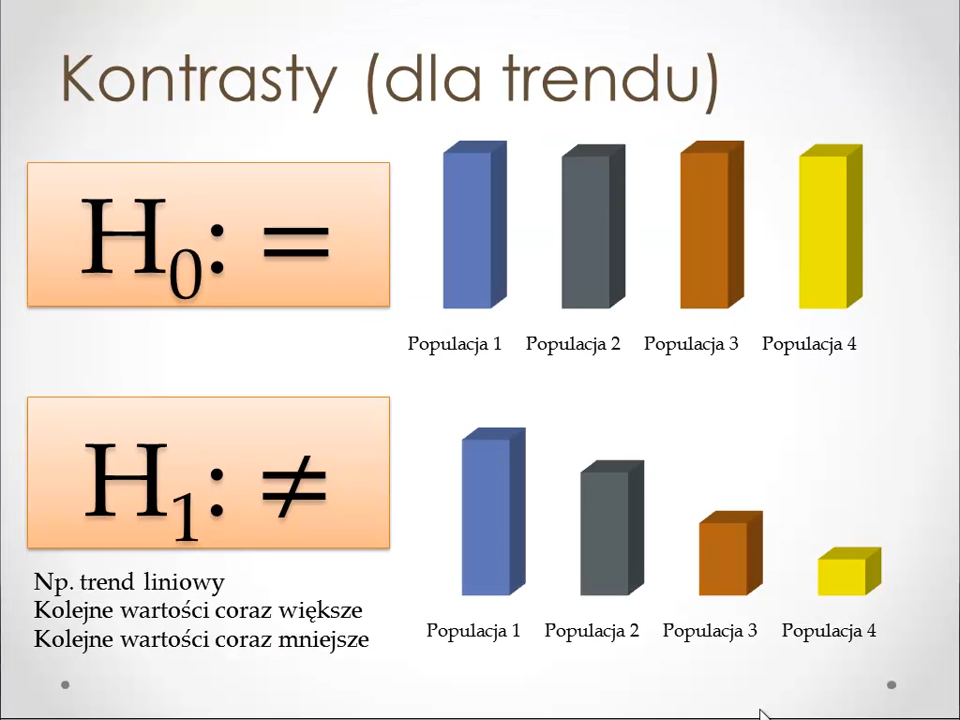 Kontrasty (dla trendu)
H₀: =
Populacja 1 Populacja 2 Populacja 3 Populacja 4
H₁: ≠
Np. trend liniowy
Kolejne wartości coraz większe
Kolejne wartości coraz mniejsze
Populacja 1 Populacja 2 Populacja 3 Populacja 4